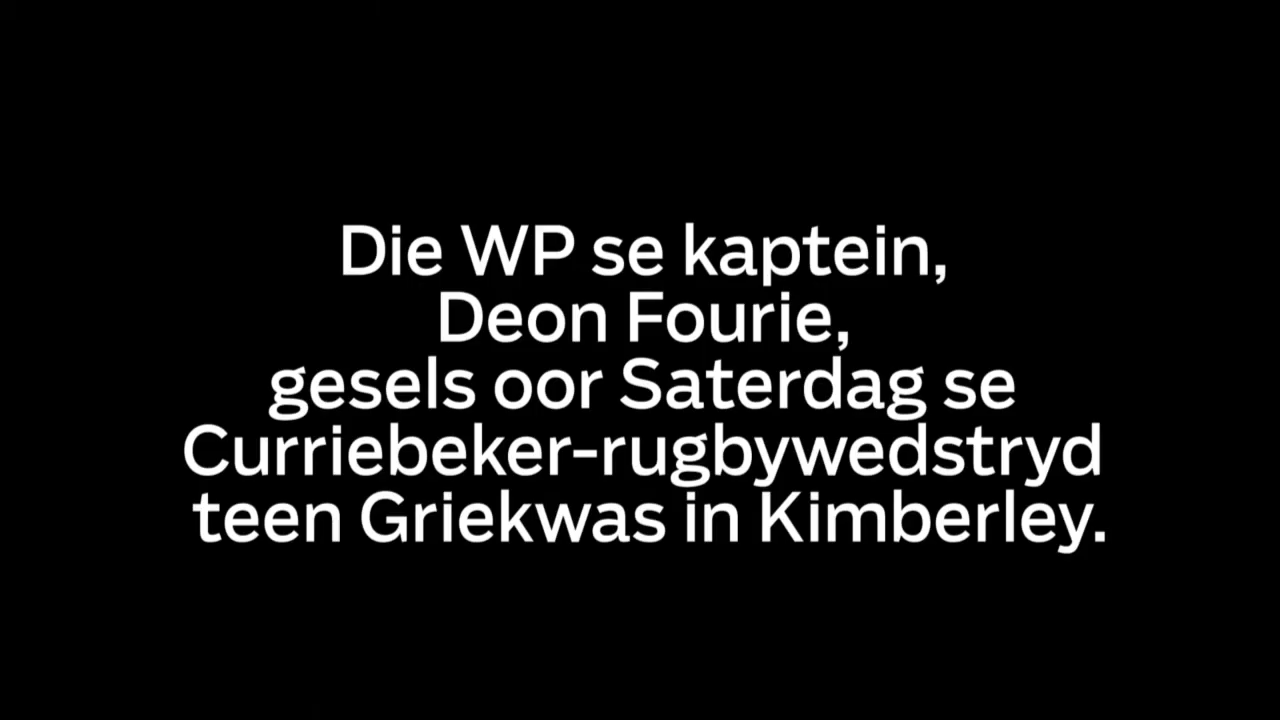 Die WP se kaptein,
Deon Fourie,
gesels oor Saterdag se
Curriebeker-rugbywedstryd
teen Griekwas in Kimberley.